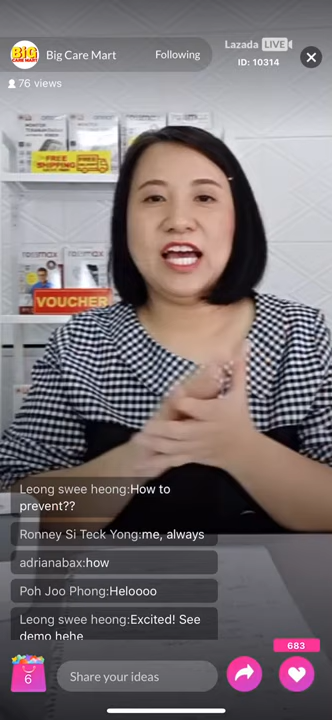 BIG
CARE MART
Big Care Mart
Following
Lazada LIVE
ID: 10314
76 views
FREE
SHIPPING
VOUCHER
Leong swee heong:How to
prevent??
Ronney Si Teck Yong:me, always
adrianabax:how
Poh Joo Phong:Heloooo
Leong swee heong:Excited! See
demo hehe
683
6
Share your ideas